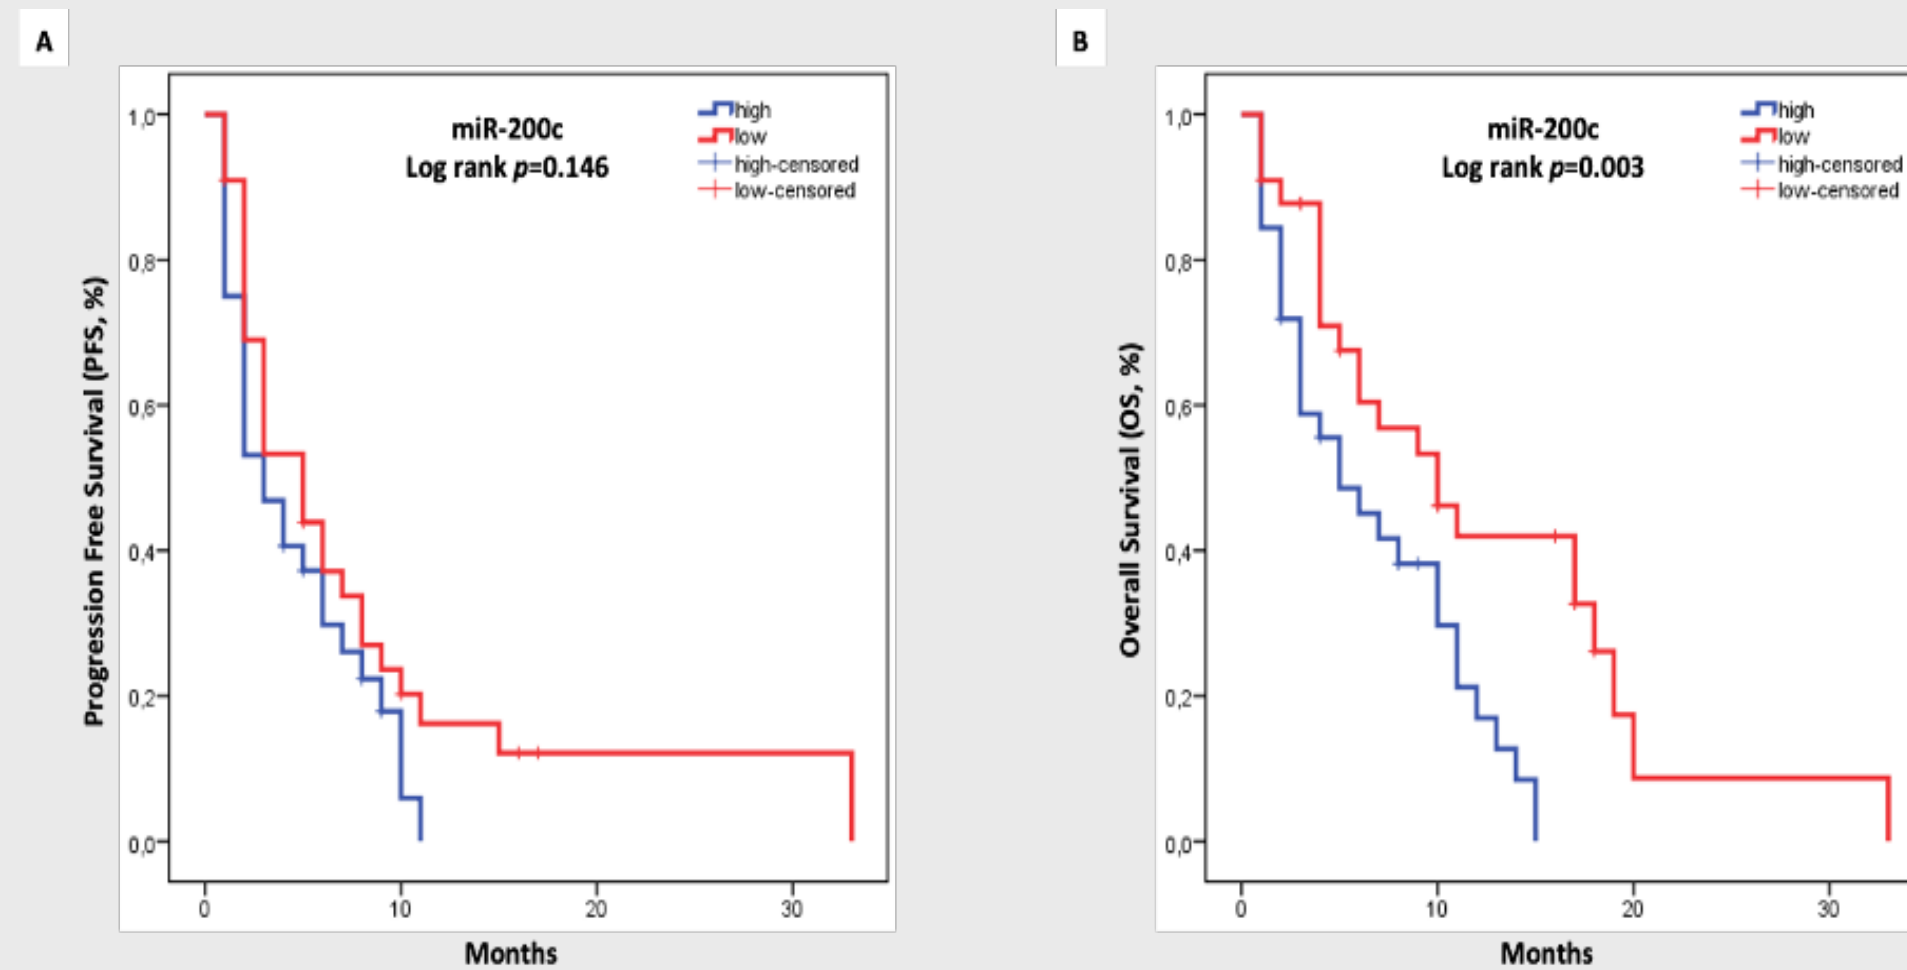 A
miR-200c
Log rank p=0.146
high
low
high-censored
low-censored
Progression Free Survival (PFS, %)
1,0
0,8
0,6
0,4
0,2
0,0
0 10 20 30
Months
B
miR-200c
Log rank p=0.003
high
low
high-censored
low-censored
Overall Survival (OS, %)
1,0
0,8
0,6
0,4
0,2
0,0
0 10 20 30
Months